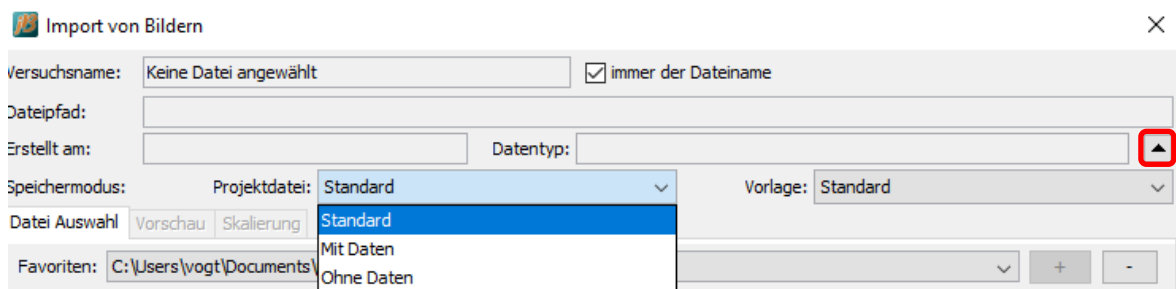 Import von Bildern
Versuchsname: Keine Datei angewählt immer der Dateiname
Dateipfad:
Erstellt am: Datentyp:
Speichermodus: Projektdatei: Standard Vorlage: Standard
Datei Auswahl Vorschau Skalierung Standard
Mit Daten
Favoriten: C:\Users\vogt\Documents\ + -
Ohne Daten